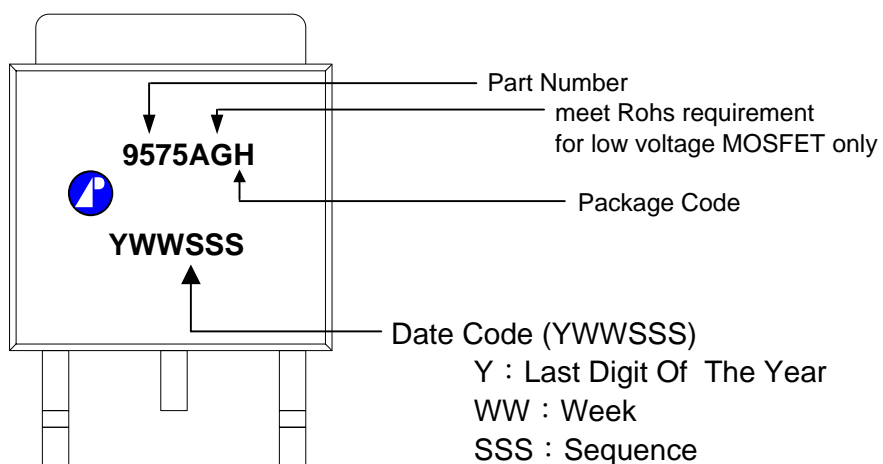 Part Number
meet Rohs requirement
for low voltage MOSFET only
9575AGH
Package Code
YWWSSS
Date Code (YWWSSS)
Y：Last Digit Of The Year
WW：Week
SSS：Sequence